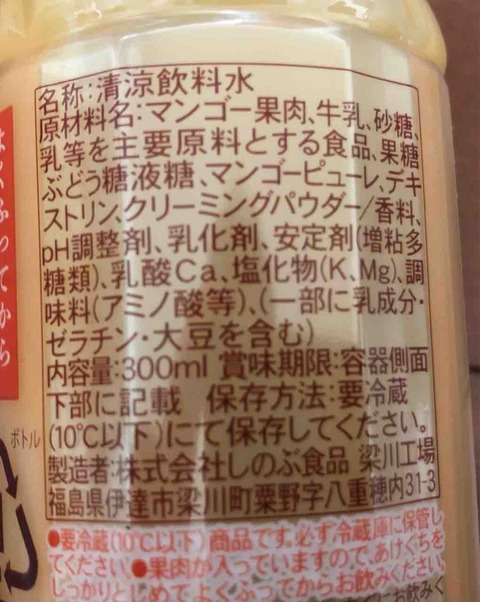 名称:清涼飲料水
原材料名:マンゴー果肉、牛乳、砂糖、
乳等を主要原料とする食品、果糖
ぶどう糖液糖、マンゴーピューレ、デキ
ストリン、クリーミングパウダー/香料、
pH調整剤、乳化剤、安定剤(増粘多
糖類)、乳酸Ca、塩化物(K、Mg)、調
味料(アミノ酸等)、(一部に乳成分・
ゼラチン・大豆を含む)
内容量:300ml 賞味期限:容器側面
下部に記載 保存方法:要冷蔵
(10℃以下)にて保存してください。
製造者:株式会社しのぶ食品 梁川工場
福島県伊達市梁川町粟野字八重穂内31-3
●要冷蔵(10℃以下)商品です。必ず冷蔵庫に保管し
てください。●果肉が入っていますので、あけくちを
しっかりとじめてよくふってからお飲みください。
にお飲みく
よくふってから
ボトル